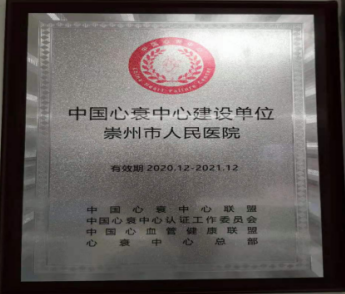 中国心衰中心建设单位
崇州市人民医院
有效期:2020.12-2021.12
中国心衰中心联盟
中国心衰中心认证工作委员会
中国心血管健康联盟
心衰中心总部